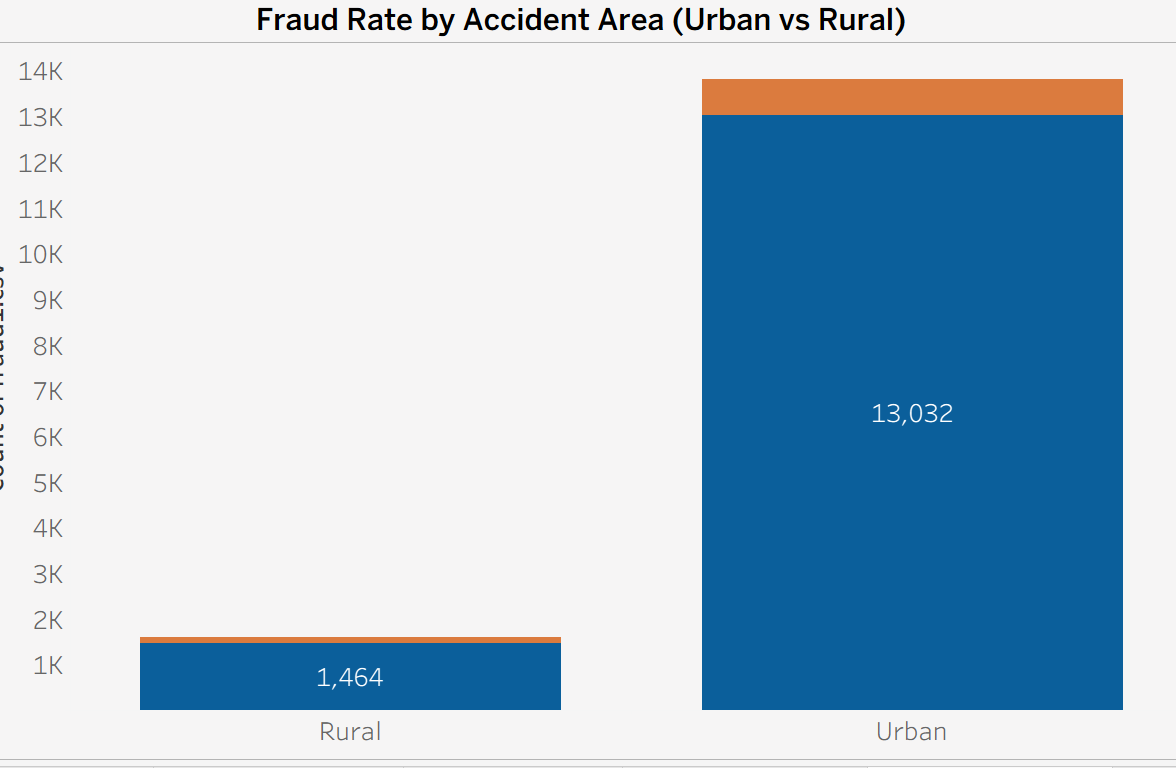 Fraud Rate by Accident Area (Urban vs Rural)
14K
13K
12K
11K
10K
9K
8K
7K
6K
5K
4K
3K
2K
1K
13,032
1,464
Rural
Urban